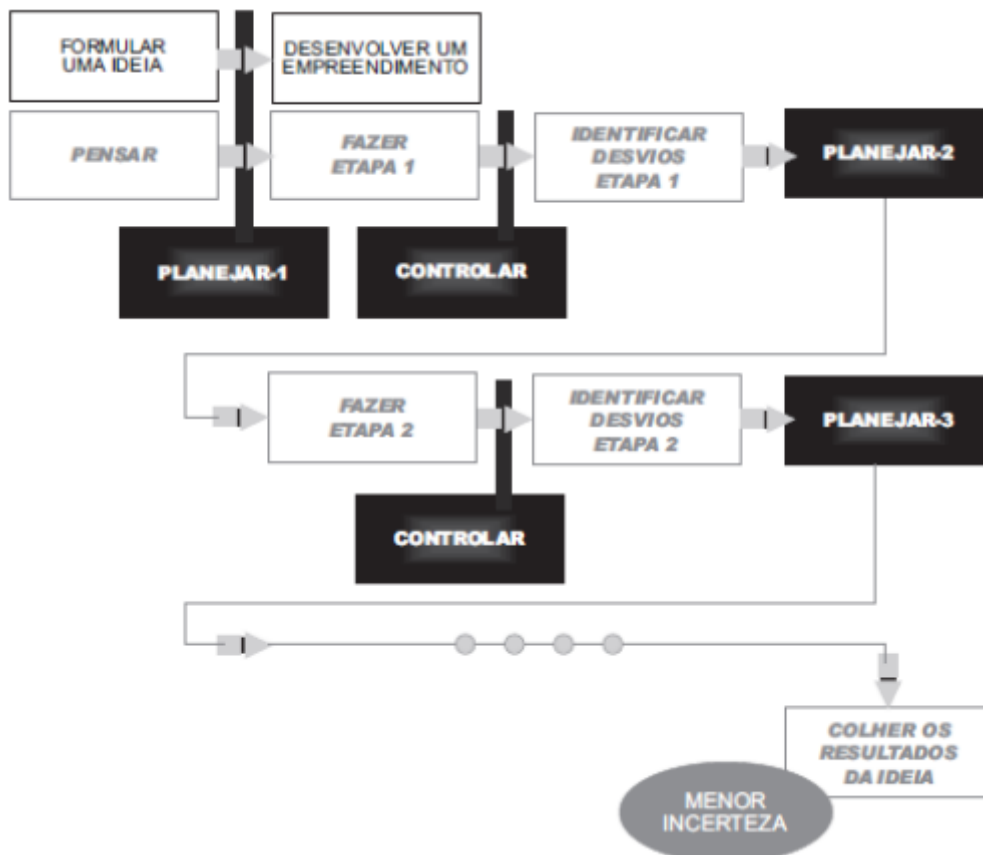 FORMULAR
UMA IDEIA
DESENVOLVER UM
EMPREENDIMENTO
PENSAR
FAZER
ETAPA 1
IDENTIFICAR
DESVIOS
ETAPA 1
PLANEJAR-2
PLANEJAR-1
CONTROLAR
FAZER
ETAPA 2
IDENTIFICAR
DESVIOS
ETAPA 2
PLANEJAR-3
CONTROLAR
COLHER OS
RESULTADOS
DA IDEIA
MENOR
INCERTEZA